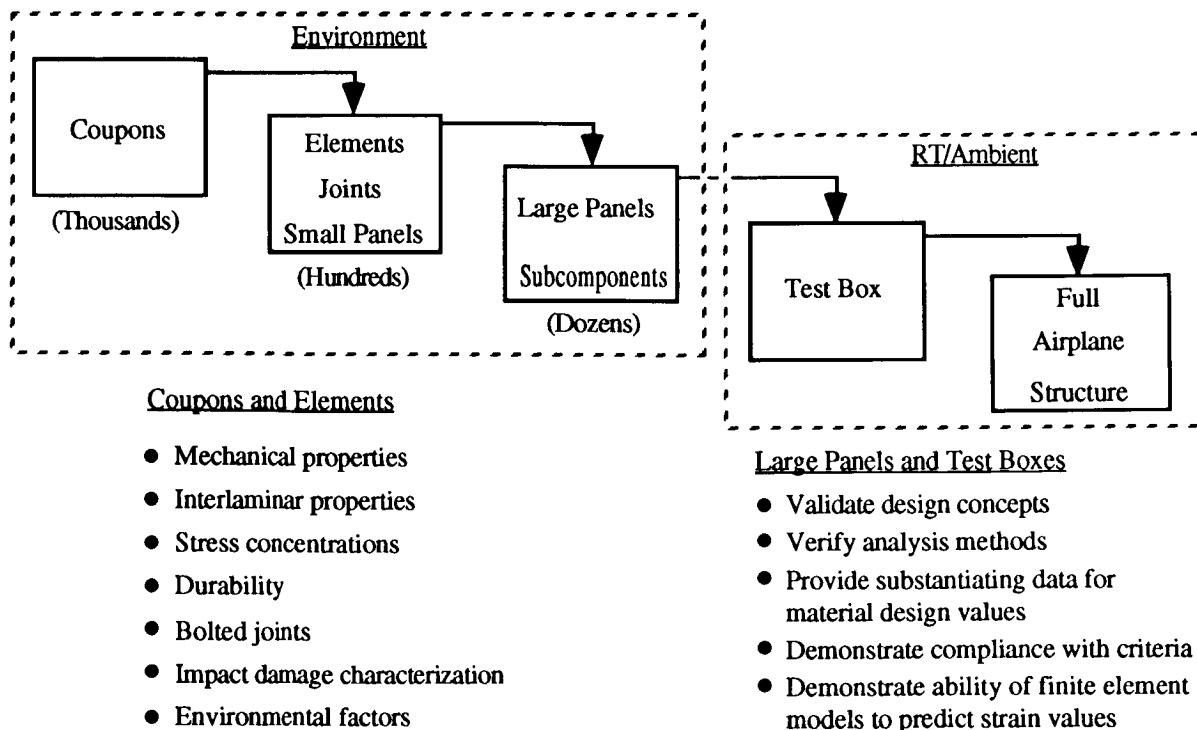 Environment
Coupons
(Thousands)
Elements
Joints
Small Panels
(Hundreds)
Large Panels
Subcomponents
(Dozens)
RT/Ambient
Test Box
Full
Airplane
Structure
Coupons and Elements
● Mechanical properties
● Interlaminar properties
● Stress concentrations
● Durability
● Bolted joints
● Impact damage characterization
● Environmental factors
Large Panels and Test Boxes
● Validate design concepts
● Verify analysis methods
● Provide substantiating data for
material design values
● Demonstrate compliance with criteria
● Demonstrate ability of finite element
models to predict strain values